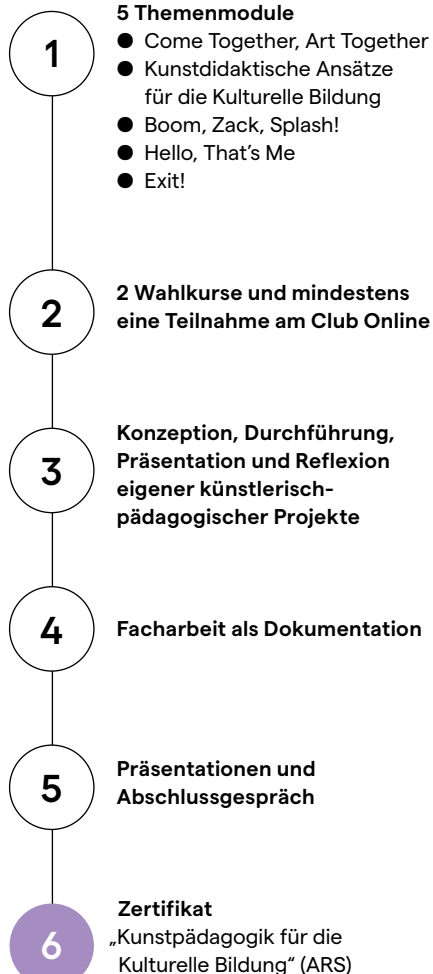 1
5 Themenmodule
● Come Together, Art Together
● Kunstdidaktische Ansätze
für die Kulturelle Bildung
● Boom, Zack, Splash!
● Hello, That’s Me
● Exit!
2
2 Wahlkurse und mindestens
eine Teilnahme am Club Online
3
Konzeption, Durchführung,
Präsentation und Reflexion
eigener künstlerisch-
pädagogischer Projekte
4
Facharbeit als Dokumentation
5
Präsentationen und
Abschlussgespräch
6
Zertifikat
„Kunstpädagogik für die
Kulturelle Bildung“ (ARS)